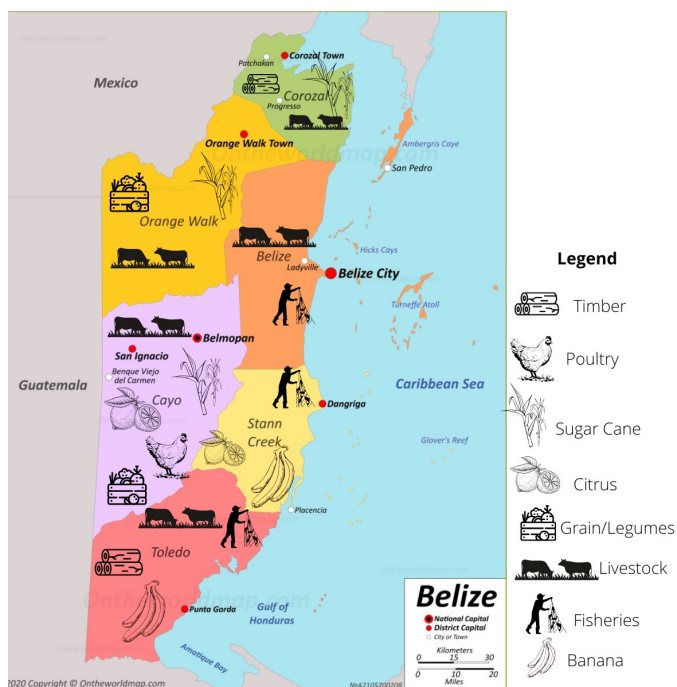 Mexico
Patchakan
Corozal Town
Corozal
Progresso
Orange Walk Town
Ontheworldmap.com
Ambergris Caye
San Pedro
Orange Walk
Belize
Ladyville
Hicks Cays
Belize City
Turneffe Atoll
Belmopan
San Ignacio
Benque Viejo
del Carmen
Guatemala
Cayo
Caribbean Sea
Dangriga
Stann
Creek
Glover's Reef
Placencia
Toledo
Ontheworldmap.com
Punta Gorda
Gulf of
Honduras
Amatique Bay
Belize
National Capital
District Capital
City or Town
Kilometers
0 15 30
0 10 20
Miles
2020 Copyright © Ontheworldmap.com
Legend
Timber
Poultry
Sugar Cane
Citrus
Grain/Legumes
Livestock
Fisheries
Banana